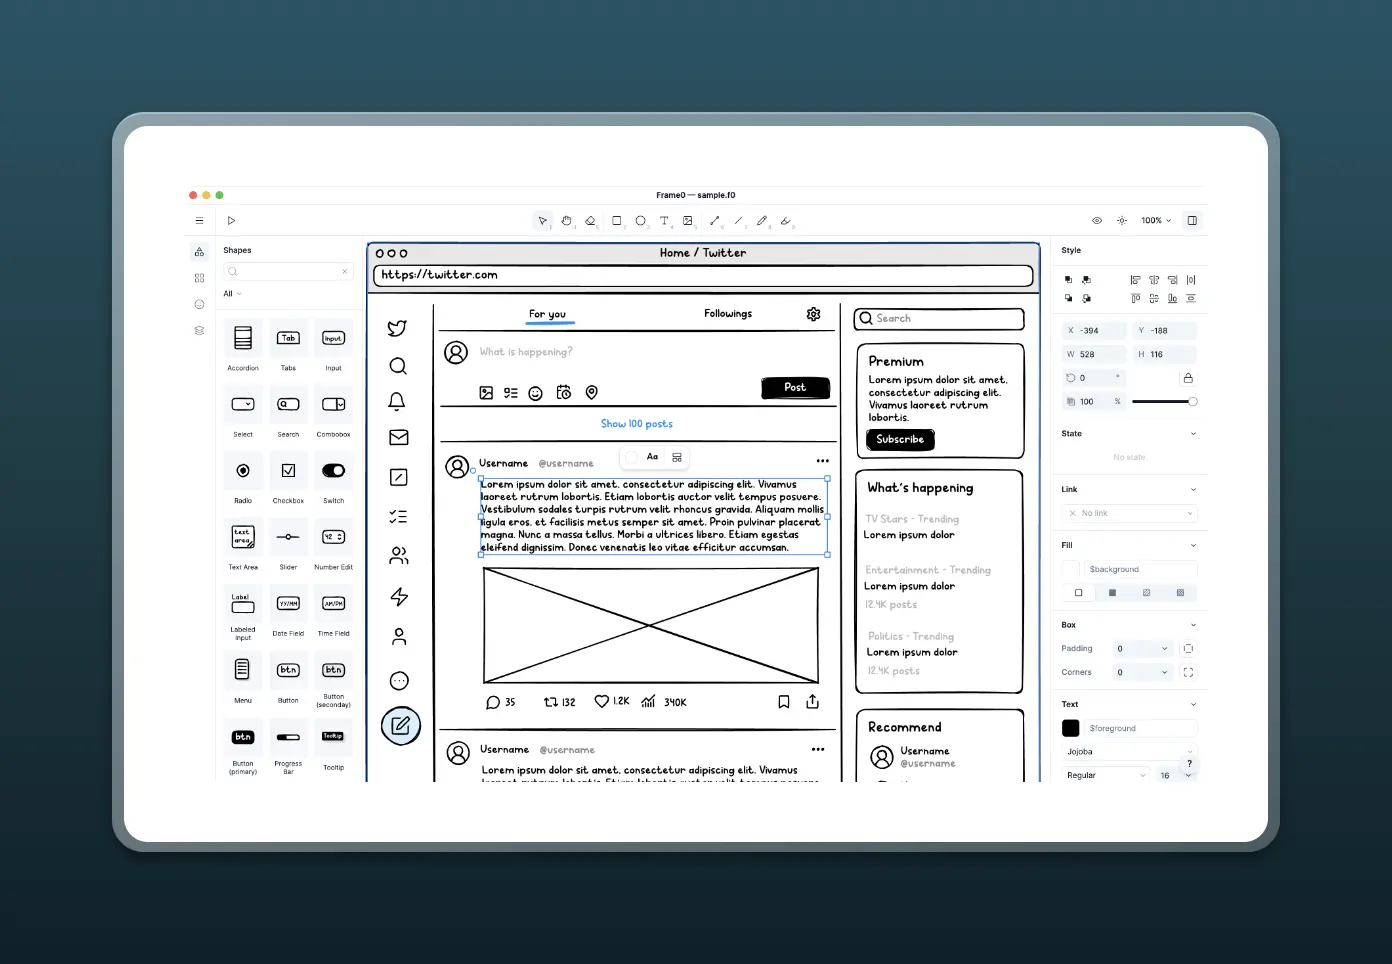 Frame0 — sample.f0
100%
Shapes
All
Tab
input
Accordion
Tabs
Input
Select
Search
Combobox
Radio
Checkbox
Switch
text
area
42
Text Area
Slider
Number Edit
Label
YY/MM
AM/PM
Labeled
Input
Date Field
Time Field
btn
btn
Menu
Button
Button
(seconday)
btn
Tooltip
Button
(primary)
Progress
Bar
Tooltip
Home / Twitter
https://twitter.com
For you
Followings
What is happening?
Post
Show 100 posts
Username @username
Aa
Lorem ipsum dolor sit amet, consectetur adipiscing elit. Vivamus
laoreet rutrum lobortis. Etiam lobortis auctor velit tempus posuere.
Vestibulum sodales turpis rutrum velit rhoncus gravida. Aliquam mollis
ligula eros, et facilisis metus semper sit amet. Proin pulvinar placerat
magna. Nunc a massa tellus. Morbi a ultrices libero. Etiam egestas
eleifend dignissim. Donec venenatis leo vitae efficitur accumsan.
35
132
1.2K
340K
Username @username
Lorem ipsum dolor sit amet, consectetur adipiscing elit. Vivamus
Search
Premium
Lorem ipsum dolor sit amet,
consectetur adipiscing elit.
Vivamus laoreet rutrum
lobortis.
Subscribe
What's happening
TV Stars - Trending
Lorem ipsum dolor
Entertainment - Trending
Lorem ipsum dolor
12.4K posts
Politics - Trending
Lorem ipsum dolor
12.4K posts
Recommend
Username
@username
Style
X -394
Y -188
W 528
H 116
0 °
100 %
State
No state
Link
No link
Fill
$background
Box
Padding 0
Corners 0
Text
$foreground
Jojoba
Regular
16
?